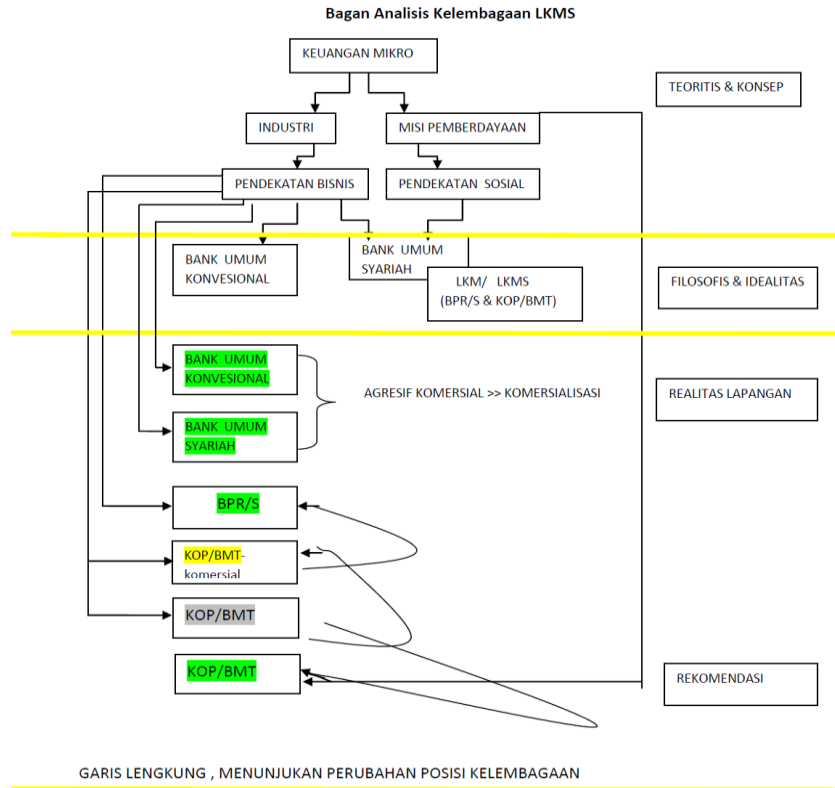 Bagan Analisis Kelembagaan LKMS
KEUANGAN MIKRO
TEORITIS & KONSEP
INDUSTRI
MISI PEMBERDAYAAN
PENDEKATAN BISNIS
PENDEKATAN SOSIAL
BANK UMUM
KONVESIONAL
BANK UMUM
SYARIAH
LKM/ LKMS
(BPR/S & KOP/BMT)
FILOSOFIS & IDEALITAS
BANK UMUM
KONVESIONAL
AGRESIF KOMERSIAL >> KOMERSIALISASI
REALITAS LAPANGAN
BANK UMUM
SYARIAH
BPR/S
KOP/BMT-
komersial
KOP/BMT
KOP/BMT
REKOMENDASI
GARIS LENGKUNG , MENUNJUKAN PERUBAHAN POSISI KELEMBAGAAN